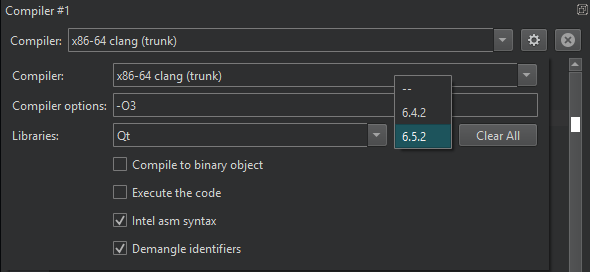 Compiler #1
Compiler: x86-64 clang (trunk)
Compiler: x86-64 clang (trunk)
--
Compiler options: -O3
6.4.2
Libraries: Qt
6.5.2
Clear All
Compile to binary object
Execute the code
Intel asm syntax
Demangle identifiers